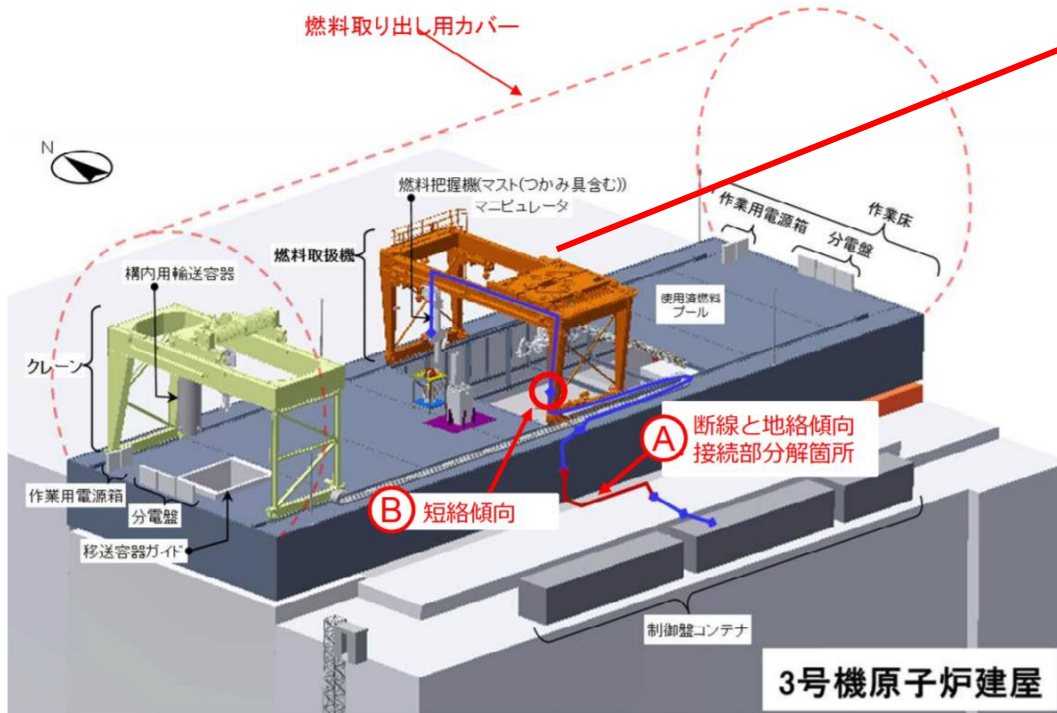 燃料取り出し用カバー
N
燃料把握機(マスト(つかみ具含む))
マニピュレータ
作業用電源箱
作業床
分電盤
燃料取扱機
構内用輸送容器
使用済燃料
プール
クレーン
A 断線と地絡傾向
接続部分解箇所
B 短絡傾向
作業用電源箱
分電盤
移送容器ガイド
制御盤コンテナ
3号機原子炉建屋